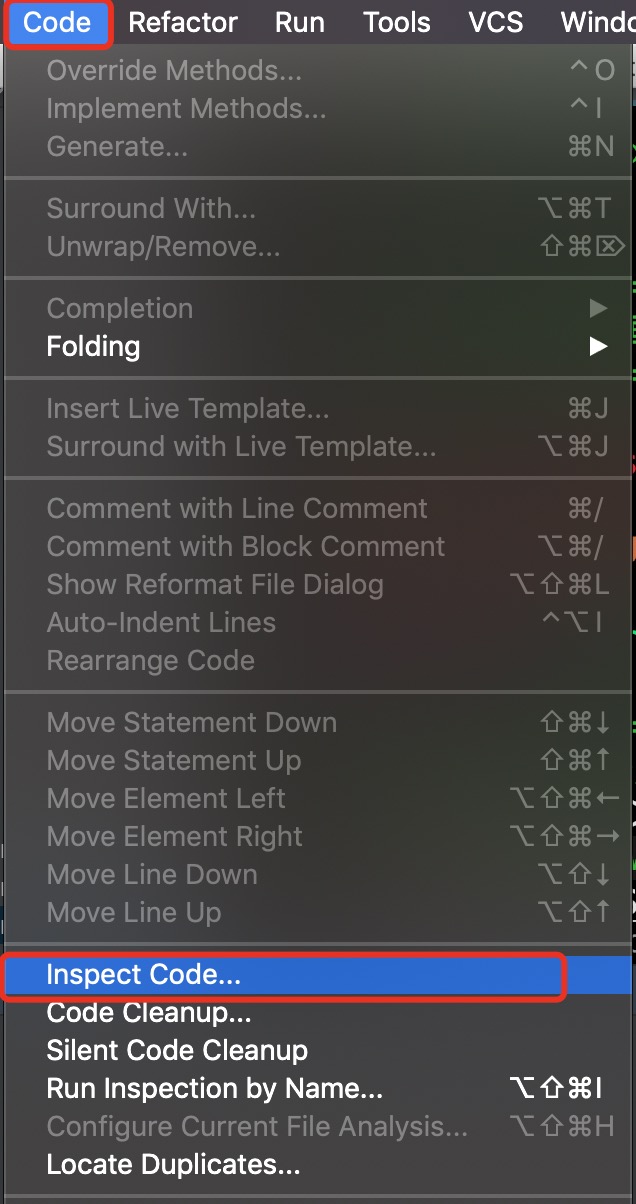 Code Refactor Run Tools VCS Windo
Override Methods... ^O
Implement Methods... ^I
Generate... ⌘N
Surround With... ⌥⌘T
Unwrap/Remove... ⇧⌘⌦
Completion ▶
Folding ▶
Insert Live Template... ⌘J
Surround with Live Template... ⌥⌘J
Comment with Line Comment ⌘/
Comment with Block Comment ⌥⌘/
Show Reformat File Dialog ⌥⇧⌘L
Auto-Indent Lines ^⌥I
Rearrange Code
Move Statement Down ⇧⌘↓
Move Statement Up ⇧⌘↑
Move Element Left ⌥⇧⌘←
Move Element Right ⌥⇧⌘→
Move Line Down ⌥⇧↓
Move Line Up ⌥⇧↑
Inspect Code...
Code Cleanup...
Silent Code Cleanup
Run Inspection by Name... ⌥⇧⌘I
Configure Current File Analysis... ⌥⇧⌘H
Locate Duplicates...